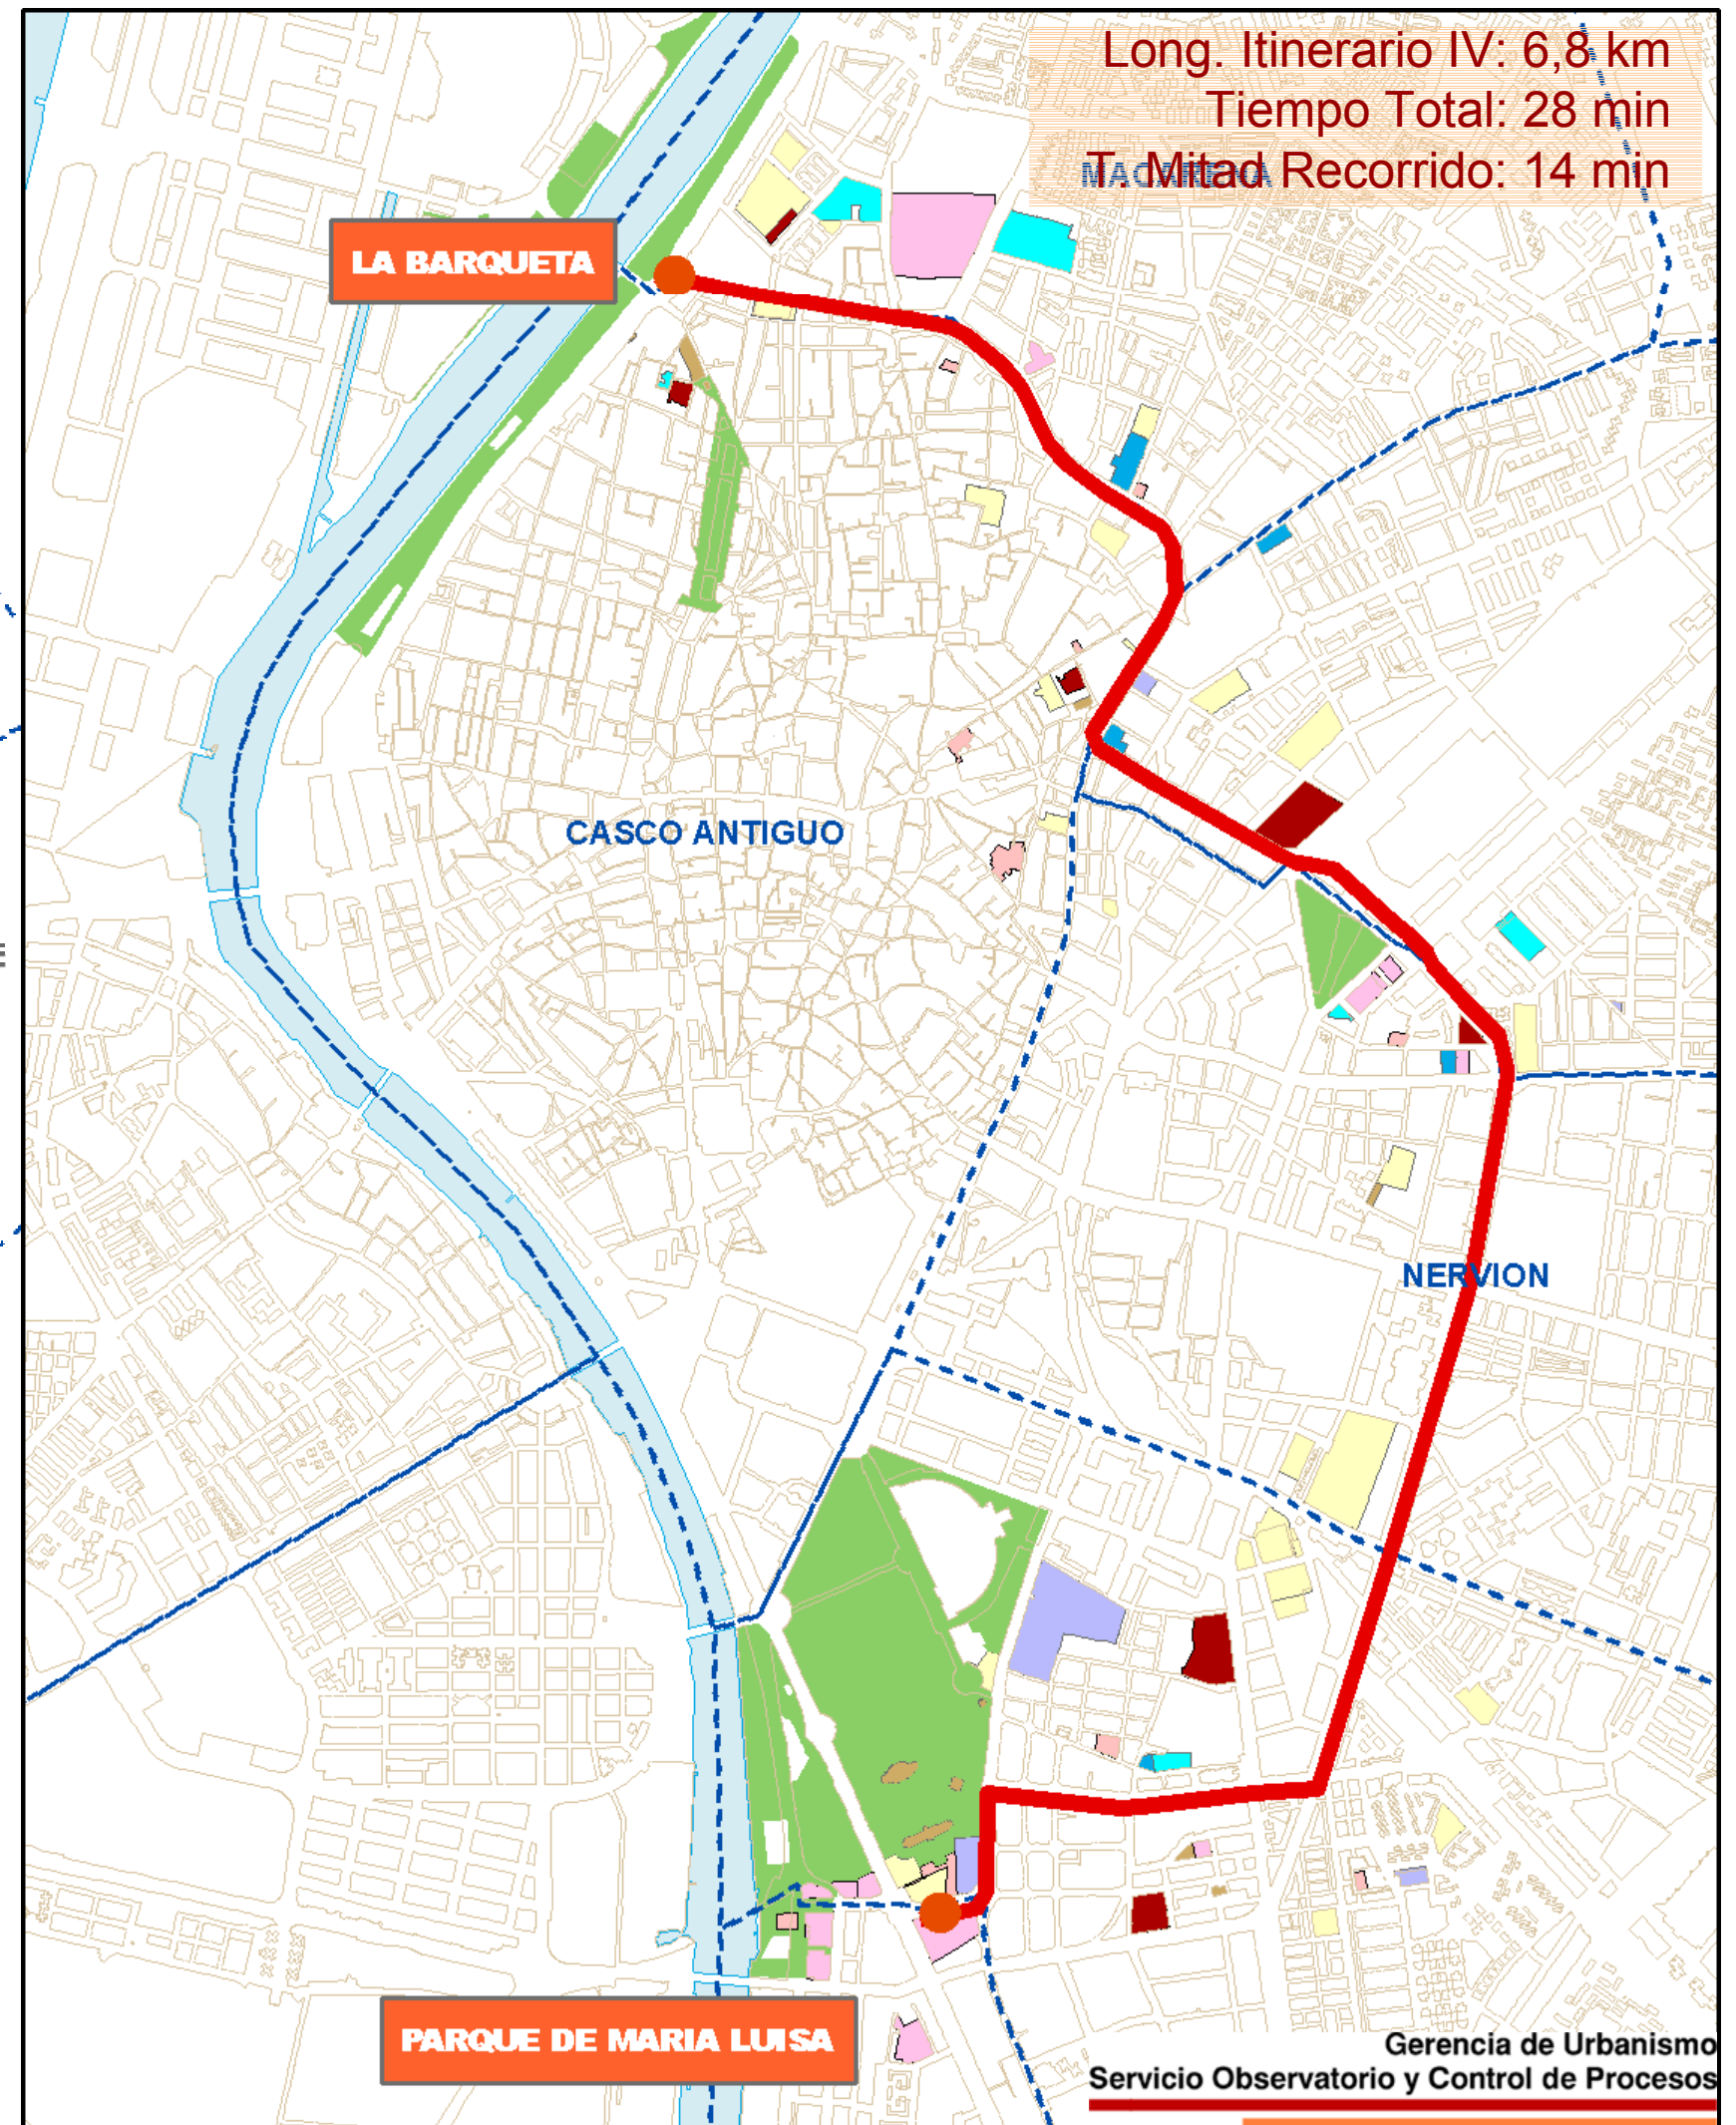 Long. Itinerario IV: 6,8 km
Tiempo Total: 28 min
T. Mitad Recorrido: 14 min
MACARENA
LA BARQUETA
CASCO ANTIGUO
E
NERVION
PARQUE DE MARIA LUISA
Gerencia de Urbanismo
Servicio Observatorio y Control de Procesos